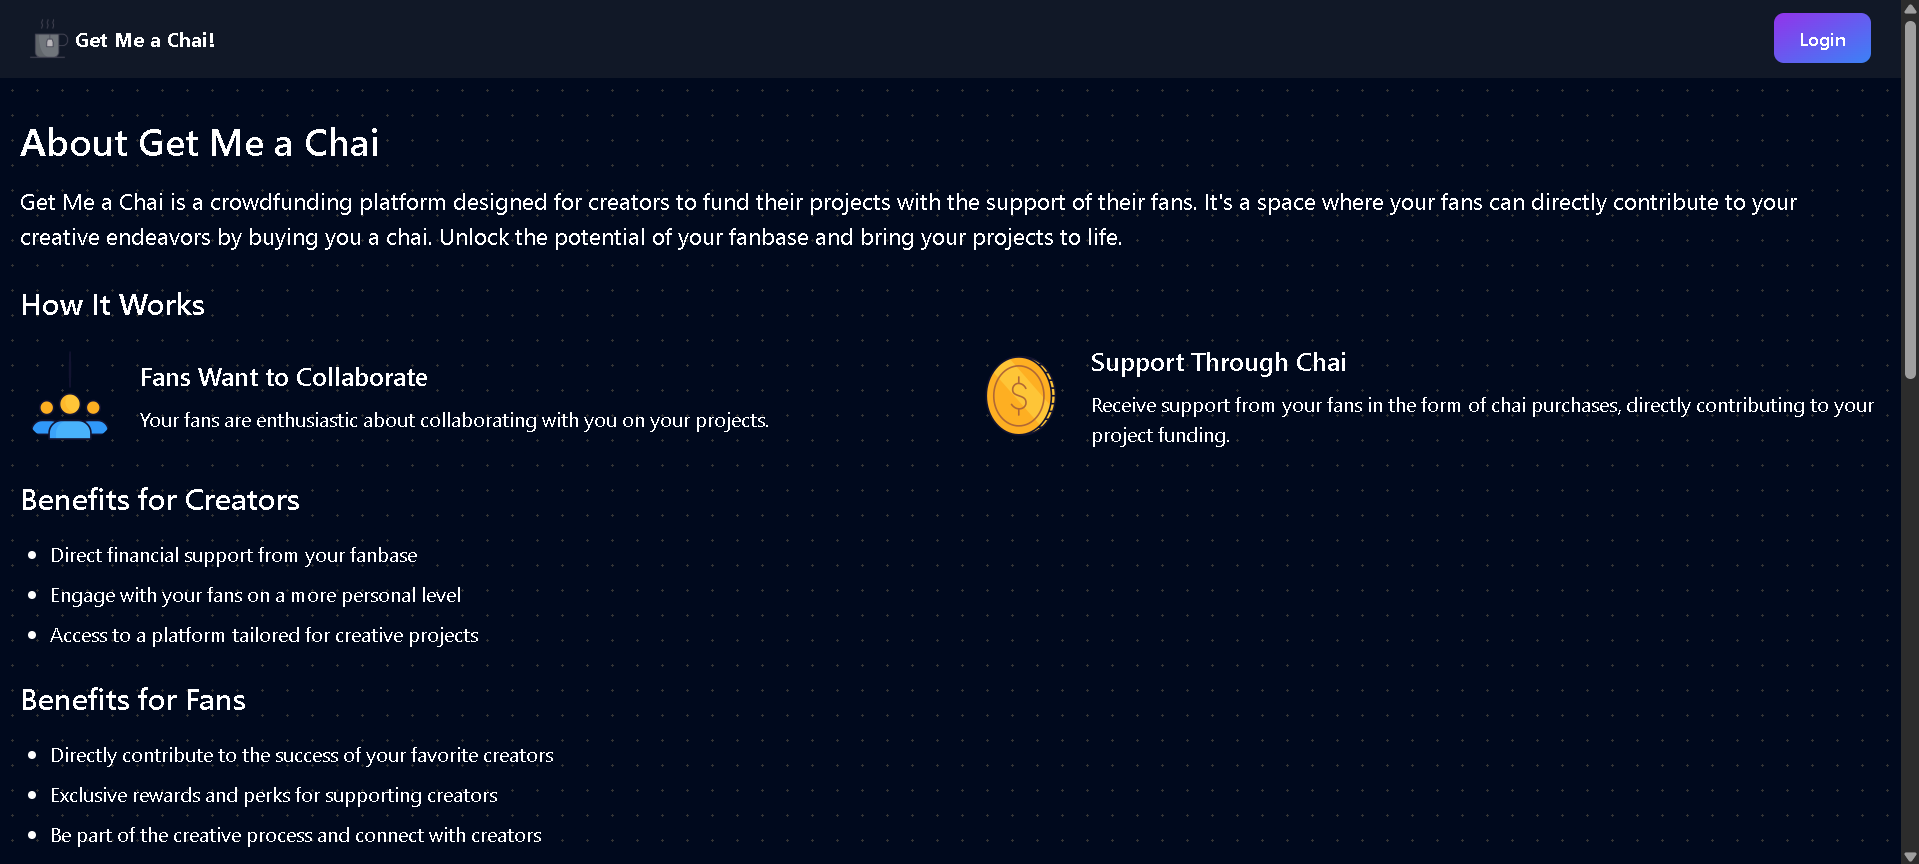 Get Me a Chai!
Login
About Get Me a Chai
Get Me a Chai is a crowdfunding platform designed for creators to fund their projects with the support of their fans. It's a space where your fans can directly contribute to your
creative endeavors by buying you a chai. Unlock the potential of your fanbase and bring your projects to life.
How It Works
Fans Want to Collaborate
Your fans are enthusiastic about collaborating with you on your projects.
$
Support Through Chai
Receive support from your fans in the form of chai purchases, directly contributing to your
project funding.
Benefits for Creators
Direct financial support from your fanbase
Engage with your fans on a more personal level
Access to a platform tailored for creative projects
Benefits for Fans
Directly contribute to the success of your favorite creators
Exclusive rewards and perks for supporting creators
Be part of the creative process and connect with creators